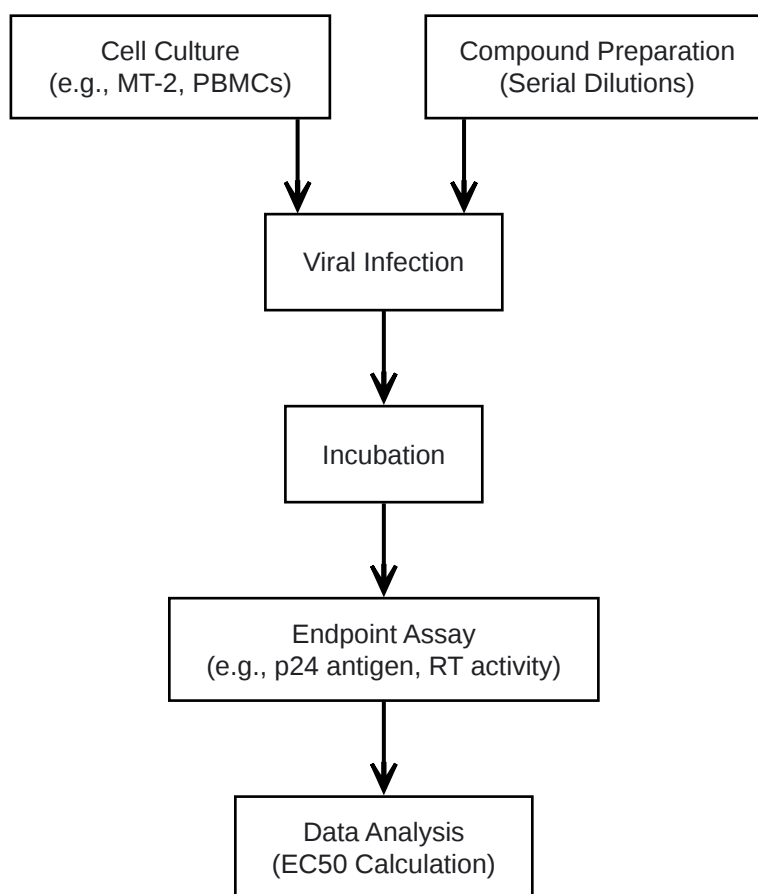 Cell Culture
(e.g., MT-2, PBMCs)
Compound Preparation
(Serial Dilutions)
Viral Infection
Incubation
Endpoint Assay
(e.g., p24 antigen, RT activity)
Data Analysis
(EC50 Calculation)